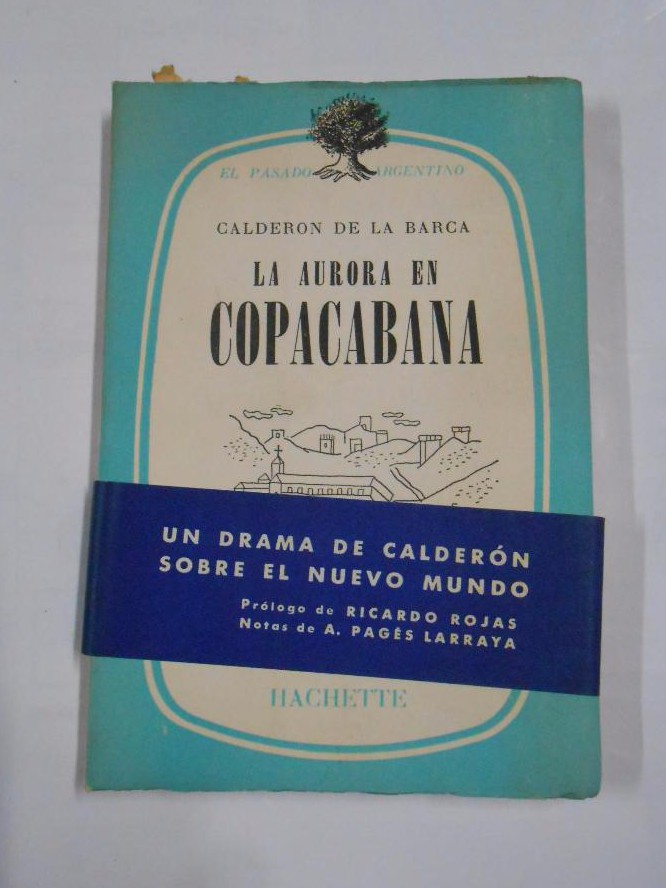 EL PASADO ARGENTINO
CALDERON DE LA BARCA
LA AURORA EN
COPACABANA
UN DRAMA DE CALDERÓN
SOBRE EL NUEVO MUNDO
Prólogo de RICARDO ROJAS
Notas de A. PAGÉS LARRAYA
HACHETTE